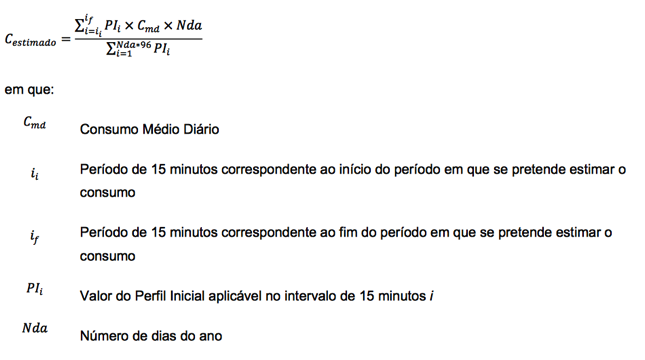 C_estimado = (∑_{i=i_i}^{i_f} PI_i × C_md × Nda) / (∑_{i=1}^{Nda*96} PI_i)
em que:
C_md Consumo Médio Diário
i_i Período de 15 minutos correspondente ao início do período em que se pretende estimar o
consumo
i_f Período de 15 minutos correspondente ao fim do período em que se pretende estimar o
consumo
PI_i Valor do Perfil Inicial aplicável no intervalo de 15 minutos i
Nda Número de dias do ano